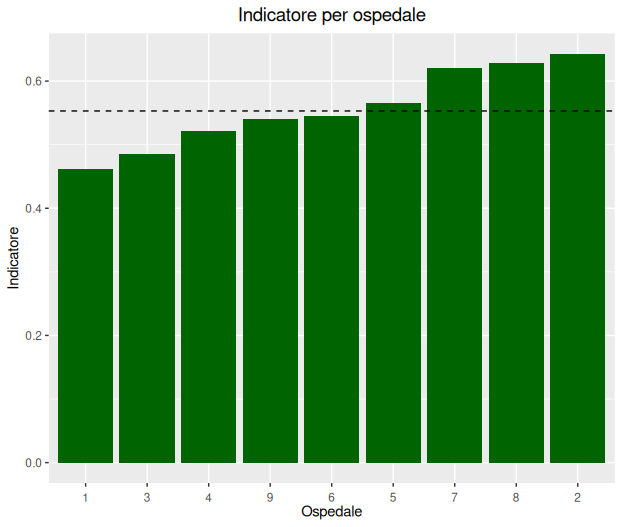 Indicatore per ospedale
Indicatore
0.6
0.4
0.2
0.0
1 3 4 9 6 5 7 8 2
Ospedale